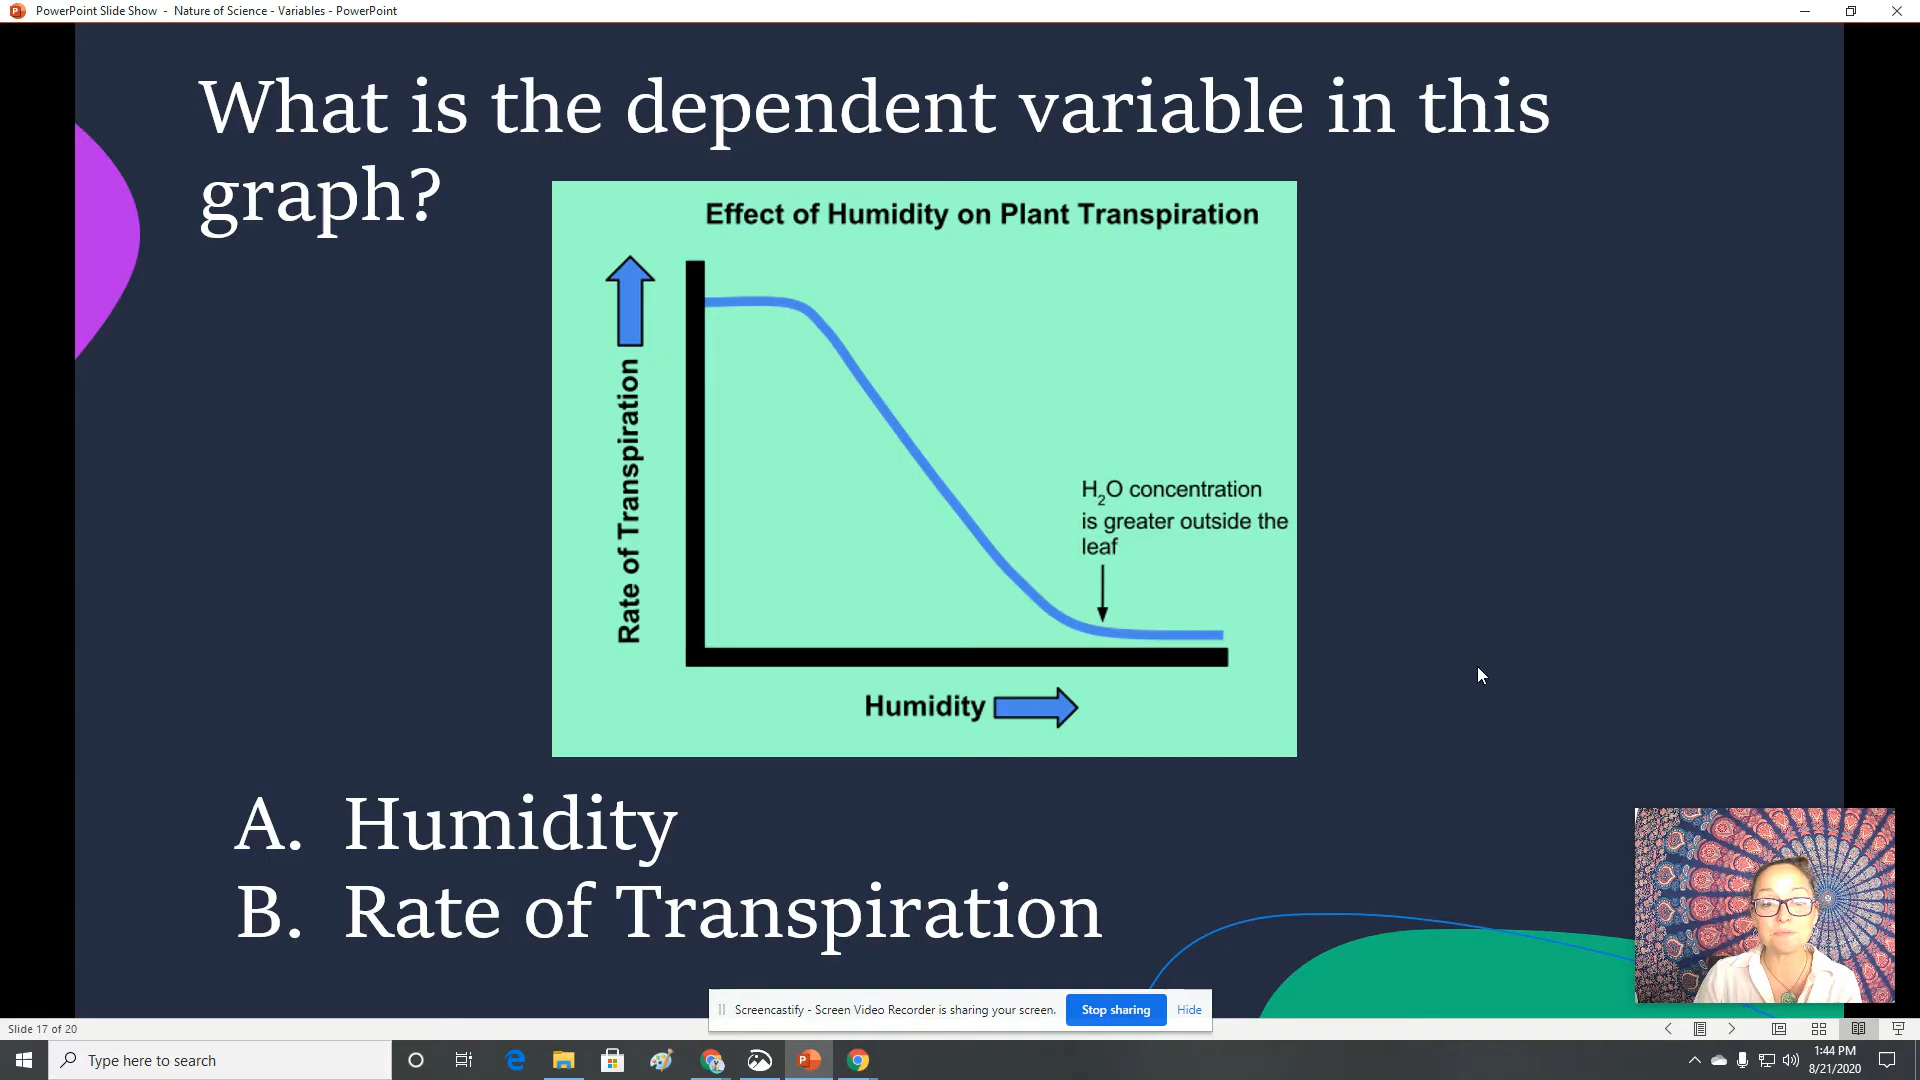 PowerPoint Slide Show - Nature of Science - Variables - PowerPoint
What is the dependent variable in this
graph?
Effect of Humidity on Plant Transpiration
Rate of Transpiration
H₂O concentration
is greater outside the
leaf
Humidity
A. Humidity
B. Rate of Transpiration
Screencastify - Screen Video Recorder is sharing your screen.
Stop sharing
Hide
Slide 17 of 20
Type here to search
1:44 PM
8/21/2020